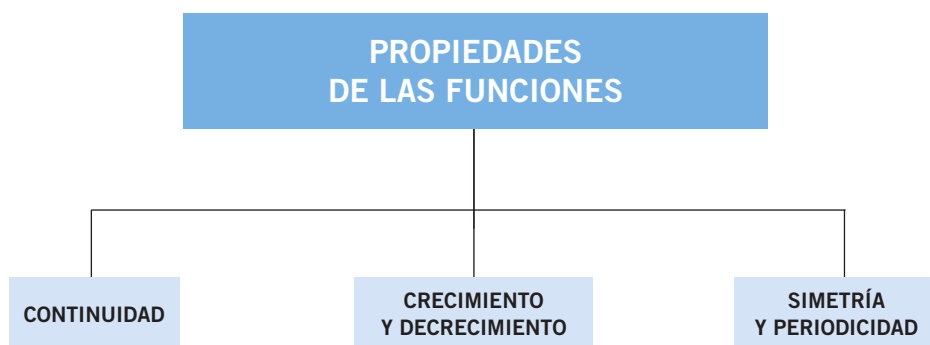 PROPIEDADES
DE LAS FUNCIONES
CONTINUIDAD
CRECIMIENTO
Y DECRECIMIENTO
SIMETRÍA
Y PERIODICIDAD